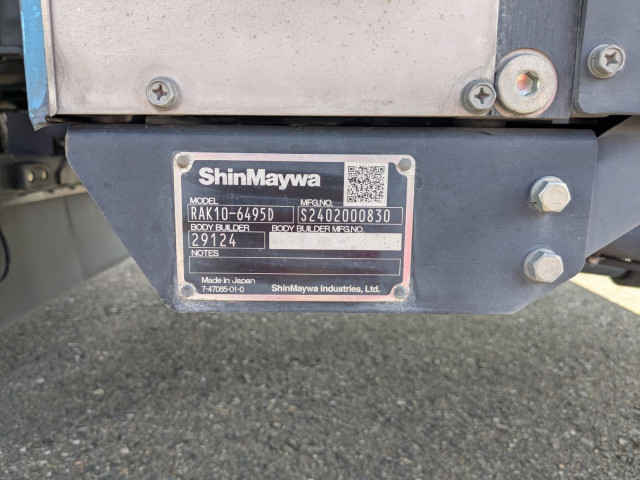 ShinMaywa
MODEL MFG.NO.
RAK10-6495D S2402000830
BODY BUILDER BODY BUILDER MFG.NO.
29124
NOTES
Made in Japan
7-47065-01-0 ShinMaywa Industries, Ltd.